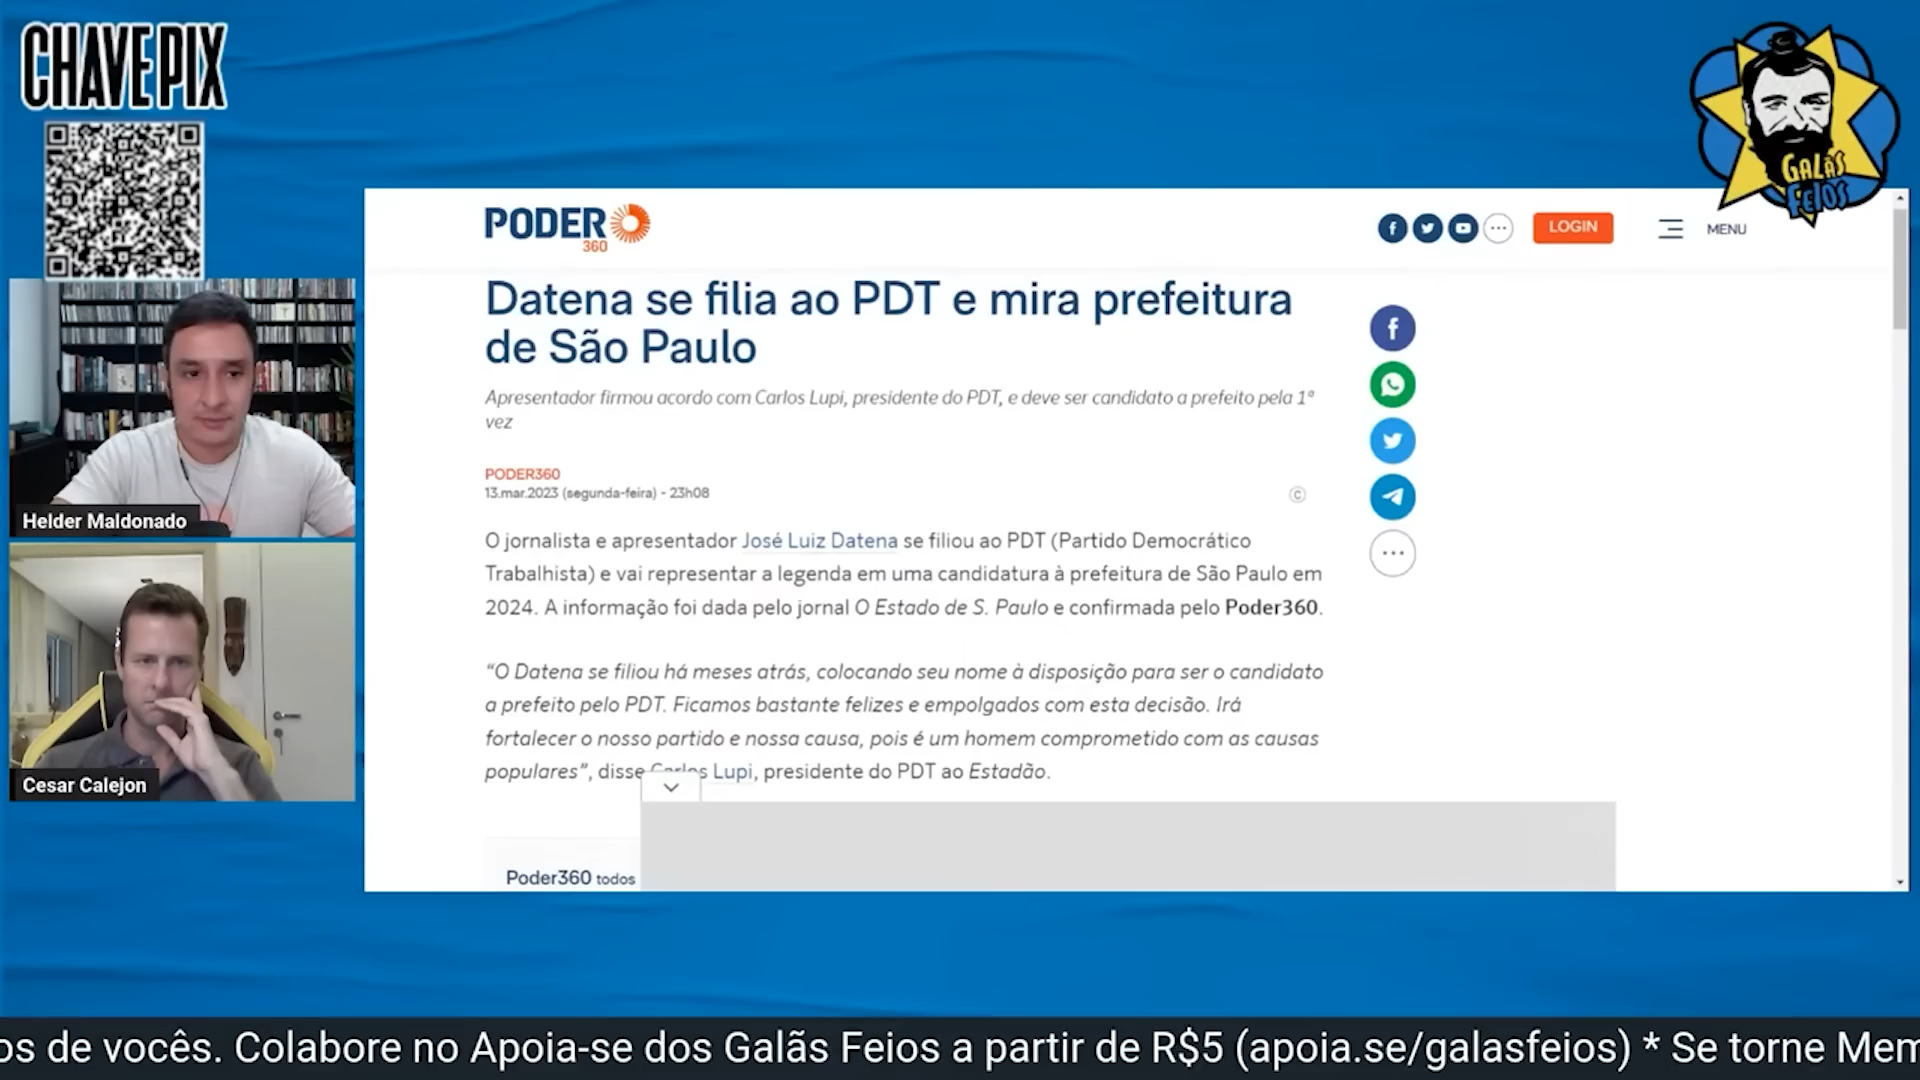 CHAVE PIX
GALÃS
FEIOS
PODER
360
LOGIN
MENU
Datena se filia ao PDT e mira prefeitura
de São Paulo
Apresentador firmou acordo com Carlos Lupi, presidente do PDT, e deve ser candidato a prefeito pela 1ª
vez
PODER360
13.mar.2023 (segunda-feira) - 23h08
O jornalista e apresentador José Luiz Datena se filiou ao PDT (Partido Democrático
Trabalhista) e vai representar a legenda em uma candidatura à prefeitura de São Paulo em
2024. A informação foi dada pelo jornal O Estado de S. Paulo e confirmada pelo Poder360.
“O Datena se filiou há meses atrás, colocando seu nome à disposição para ser o candidato
a prefeito pelo PDT. Ficamos bastante felizes e empolgados com esta decisão. Irá
fortalecer o nosso partido e nossa causa, pois é um homem comprometido com as causas
populares”, disse Carlos Lupi, presidente do PDT ao Estadão.
Poder360 todos
Helder Maldonado
Cesar Calejon
os de vocês. Colabore no Apoia-se dos Galãs Feios a partir de R$5 (apoia.se/galasfeios) * Se torne Mem